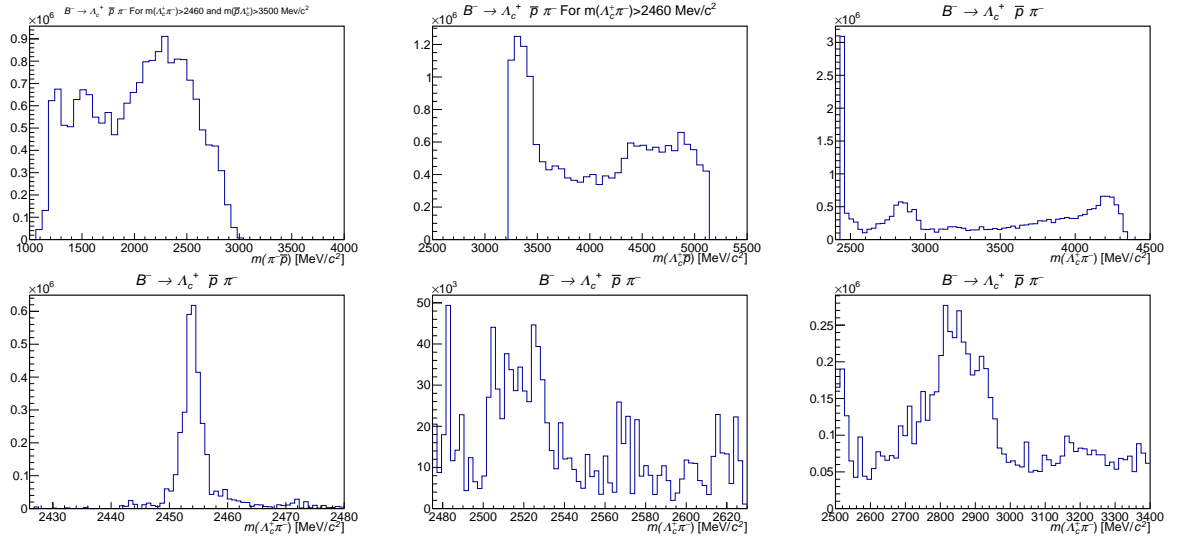 B⁻ → Λc⁺ p̅ π⁻ For m(Λc⁺π⁻)>2460 and m(p̅Λc⁺)>3500 Mev/c²
×10⁶
0.9
0.8
0.7
0.6
0.5
0.4
0.3
0.2
0.1
0
1000 1500 2000 2500 3000 3500 4000
m(π⁻p̅) [MeV/c²]
B⁻ → Λc⁺ p̅ π⁻ For m(Λc⁺π⁻)>2460 Mev/c²
×10⁶
1.2
1
0.8
0.6
0.4
0.2
0
2500 3000 3500 4000 4500 5000 5500
m(Λc⁺p̅) [MeV/c²]
B⁻ → Λc⁺ p̅ π⁻
×10⁶
3
2.5
2
1.5
1
0.5
0
2500 3000 3500 4000 4500
m(Λc⁺π⁻) [MeV/c²]
B⁻ → Λc⁺ p̅ π⁻
×10⁶
0.6
0.5
0.4
0.3
0.2
0.1
0
2430 2440 2450 2460 2470 2480
m(Λc⁺π⁻) [MeV/c²]
B⁻ → Λc⁺ p̅ π⁻
×10³
50
40
30
20
10
0
2480 2500 2520 2540 2560 2580 2600 2620
m(Λc⁺π⁻) [MeV/c²]
B⁻ → Λc⁺ p̅ π⁻
×10⁶
0.25
0.2
0.15
0.1
0.05
0
2500 2600 2700 2800 2900 3000 3100 3200 3300 3400
m(Λc⁺π⁻) [MeV/c²]